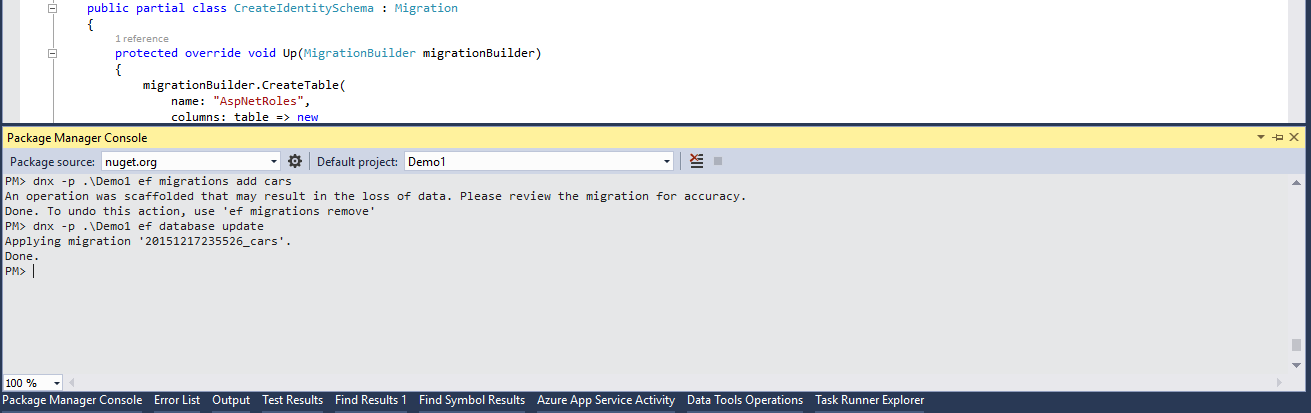 public partial class CreateIdentitySchema : Migration
{
1 reference
protected override void Up(MigrationBuilder migrationBuilder)
{
migrationBuilder.CreateTable(
name: "AspNetRoles",
columns: table => new
Package Manager Console
Package source: nuget.org Default project: Demo1
PM> dnx -p .\Demo1 ef migrations add cars
An operation was scaffolded that may result in the loss of data. Please review the migration for accuracy.
Done. To undo this action, use 'ef migrations remove'
PM> dnx -p .\Demo1 ef database update
Applying migration '20151217235526_cars'.
Done.
PM>
100 %
Package Manager Console Error List Output Test Results Find Results 1 Find Symbol Results Azure App Service Activity Data Tools Operations Task Runner Explorer